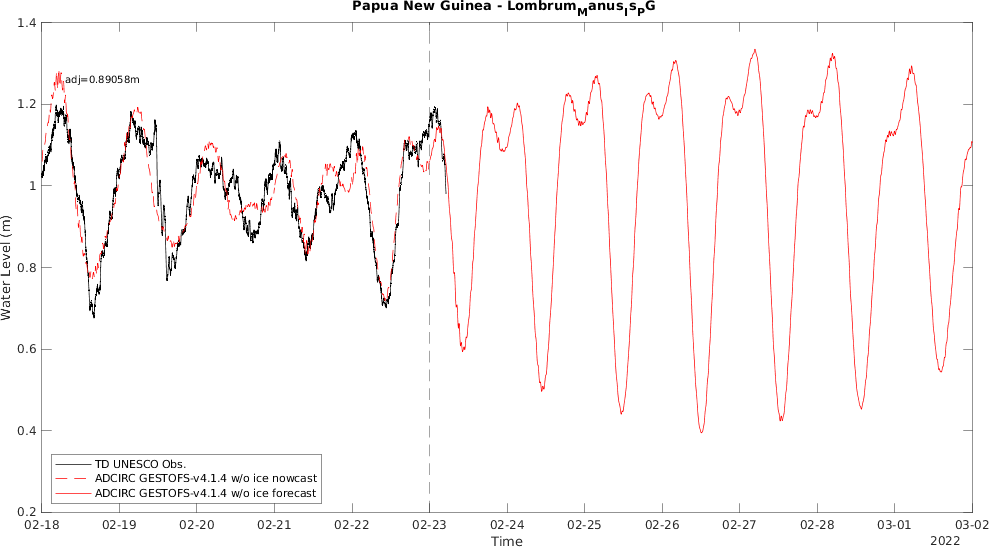 Papua New Guinea - LombrumManusIsPG
1.4
adj=0.89058m
1.2
1
0.8
0.6
0.4
0.2
Water Level (m)
TD UNESCO Obs.
ADCIRC GESTOFS-v4.1.4 w/o ice nowcast
ADCIRC GESTOFS-v4.1.4 w/o ice forecast
02-18 02-19 02-20 02-21 02-22 02-23 02-24 02-25 02-26 02-27 02-28 03-01 03-02
Time
2022